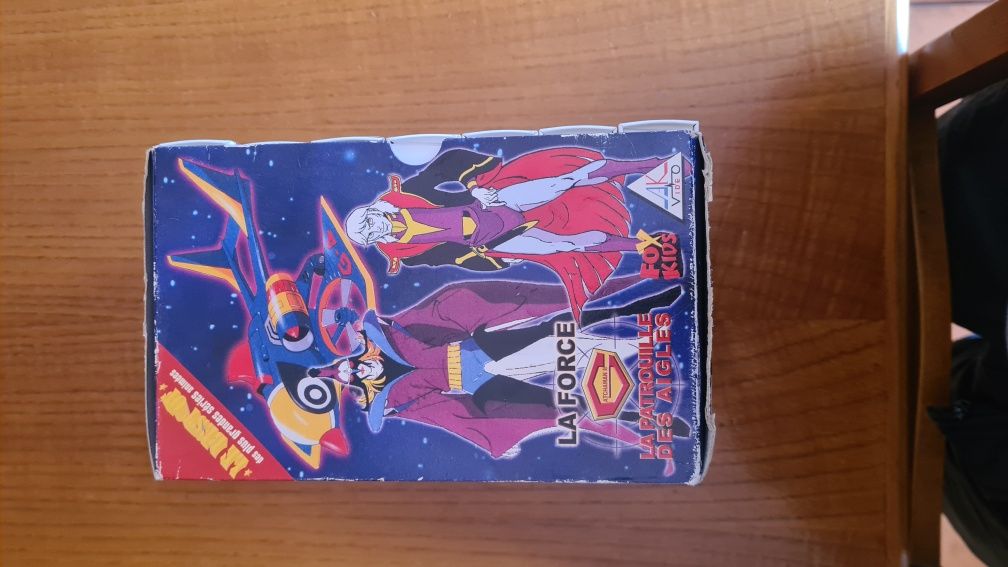 des plus grandes séries animées
LA FORCE
GATCHAMAN
LA PATROUILLE
DES AIGLES
FOX
KIDS
AK
VIDEO